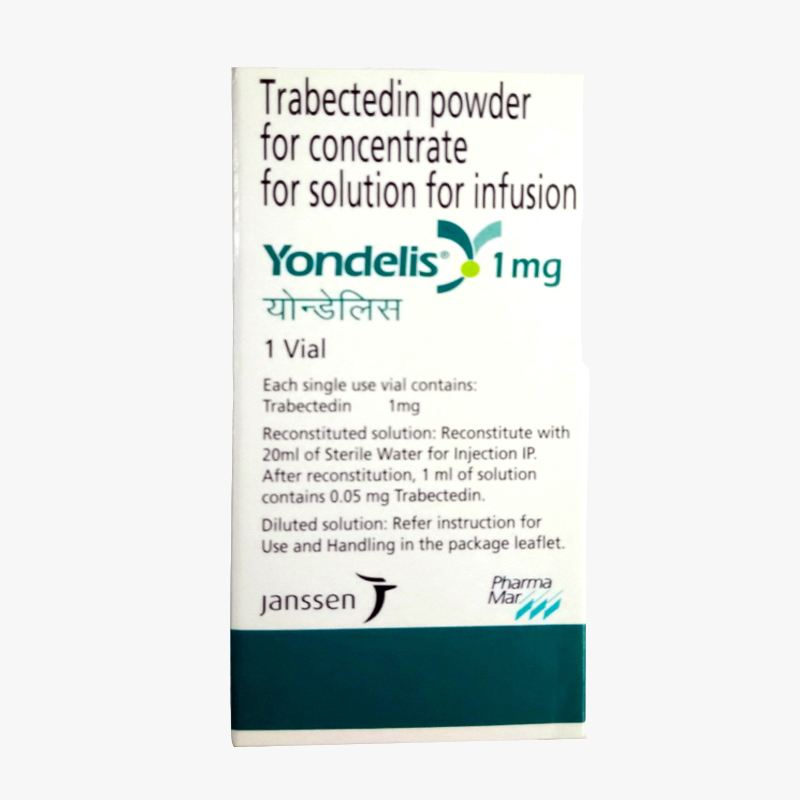 Trabectedin powder
for concentrate
for solution for infusion
Yondelis® 1 mg
योन्डेलिस
1 Vial
Each single use vial contains:
Trabectedin 1mg
Reconstituted solution: Reconstitute with
20ml of Sterile Water for Injection IP.
After reconstitution, 1 ml of solution
contains 0.05 mg Trabectedin.
Diluted solution: Refer instruction for
Use and Handling in the package leaflet.
janssen
Pharma
Mar